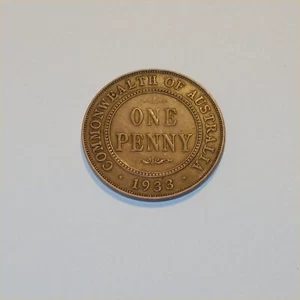 COMMONWEALTH OF AUSTRALIA
ONE
PENNY
· 1933 ·